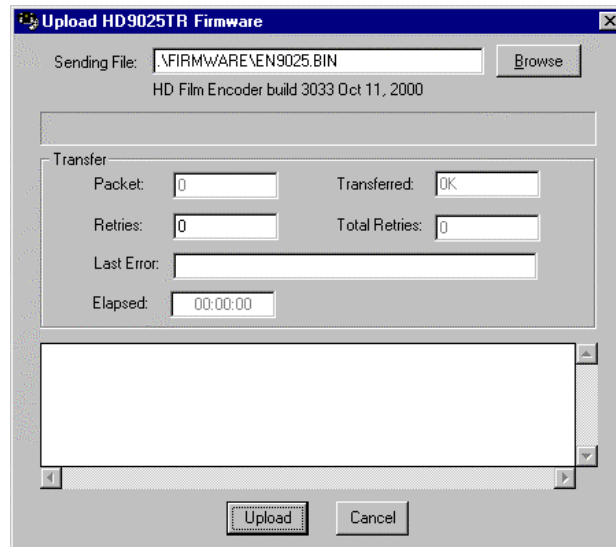 Upload HD9025TR Firmware
Sending File: .\FIRMWARE\EN9025.BIN Browse
HD Film Encoder build 3033 Oct 11, 2000
Transfer
Packet: 0 Transferred: 0K
Retries: 0 Total Retries: 0
Last Error:
Elapsed: 00:00:00
Upload Cancel